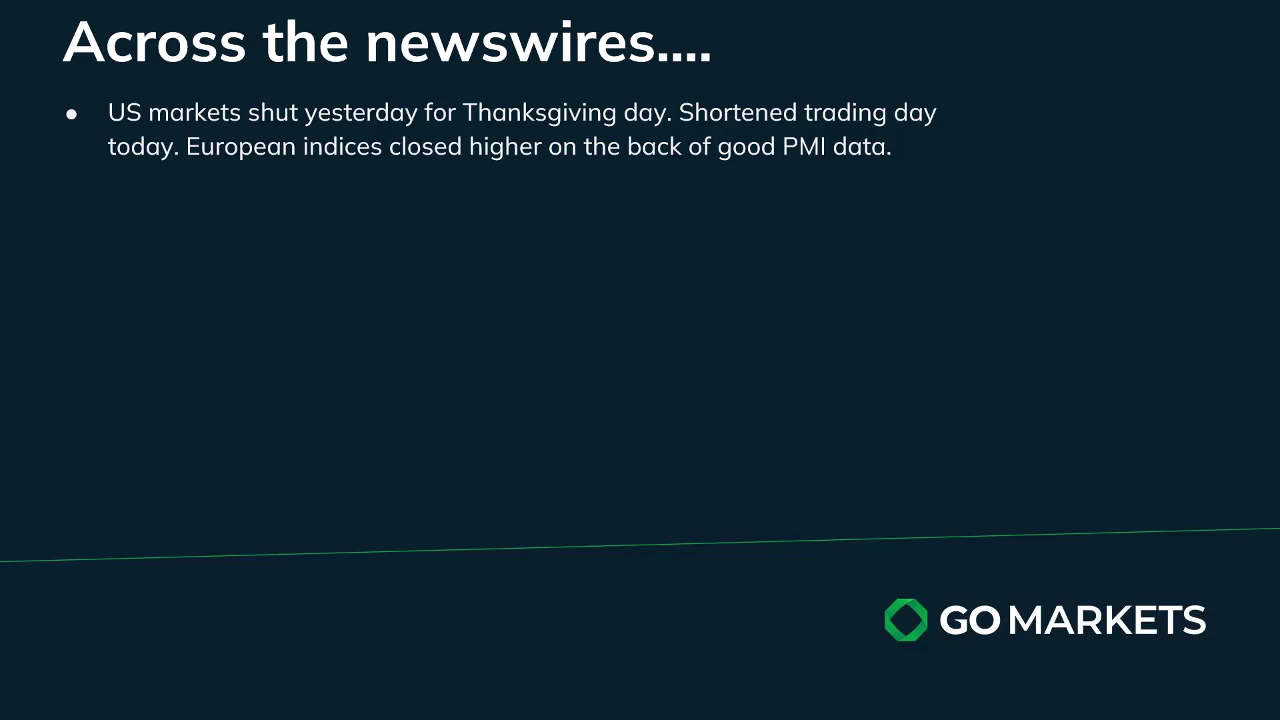 Across the newswires....
● US markets shut yesterday for Thanksgiving day. Shortened trading day
today. European indices closed higher on the back of good PMI data.
GO MARKETS